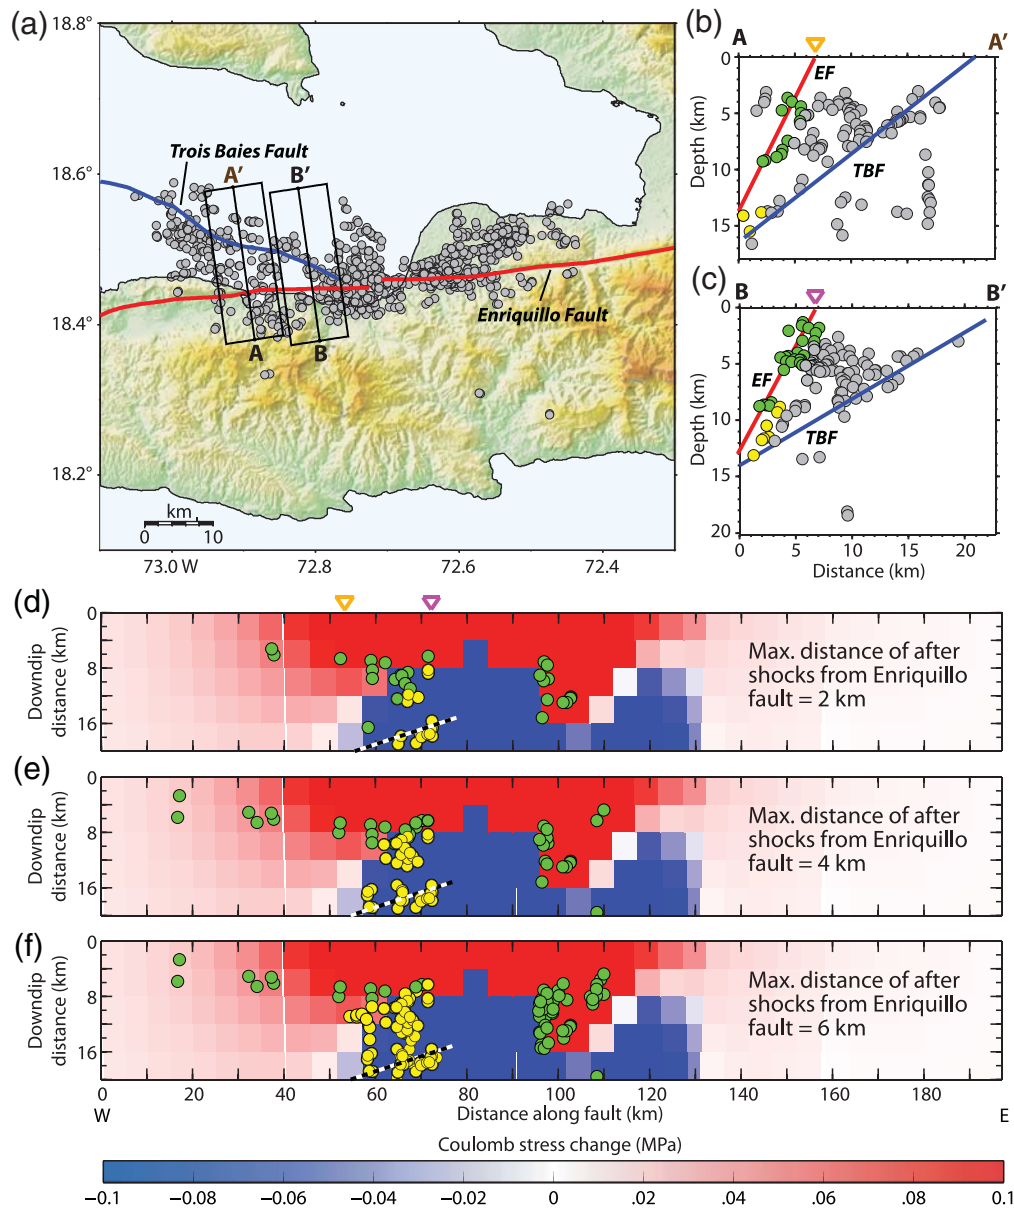 (a)
18.8°
18.6°
18.4°
18.2°
Trois Baies Fault
A'
B'
A
B
Enriquillo Fault
km
0 10
73.0 W 72.8 72.6 72.4
(b)
A
A'
EF
TBF
Depth (km)
0
5
10
15
(c)
B
B'
EF
TBF
Depth (km)
0
5
10
15
20
0 5 10 15 20
Distance (km)
(d)
Downdip
distance (km)
0
8
16
Max. distance of after
shocks from Enriquillo
fault = 2 km
(e)
Downdip
distance (km)
0
8
16
Max. distance of after
shocks from Enriquillo
fault = 4 km
(f)
Downdip
distance (km)
0
8
16
Max. distance of after
shocks from Enriquillo
fault = 6 km
0 20 40 60 80 100 120 140 160 180
W
Distance along fault (km)
E
Coulomb stress change (MPa)
−0.1 −0.08 −0.06 −0.04 −0.02 0 .02 0.04 .06 .08 0.1